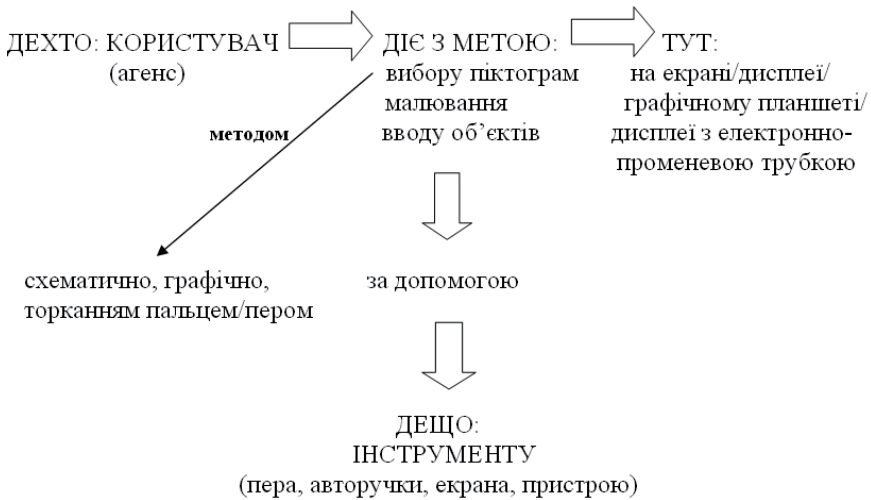 ДЕХТО: КОРИСТУВАЧ
(агенс)
ДІЄ З МЕТОЮ:
вибору піктограм
малювання
вводу об’єктів
ТУТ:
на екрані/дисплеї/
графічному планшеті/
дисплеї з електронно-
променевою трубкою
методом
схематично, графічно,
торканням пальцем/пером
за допомогою
ДЕЩО:
ІНСТРУМЕНТУ
(пера, авторучки, екрана, пристрою)